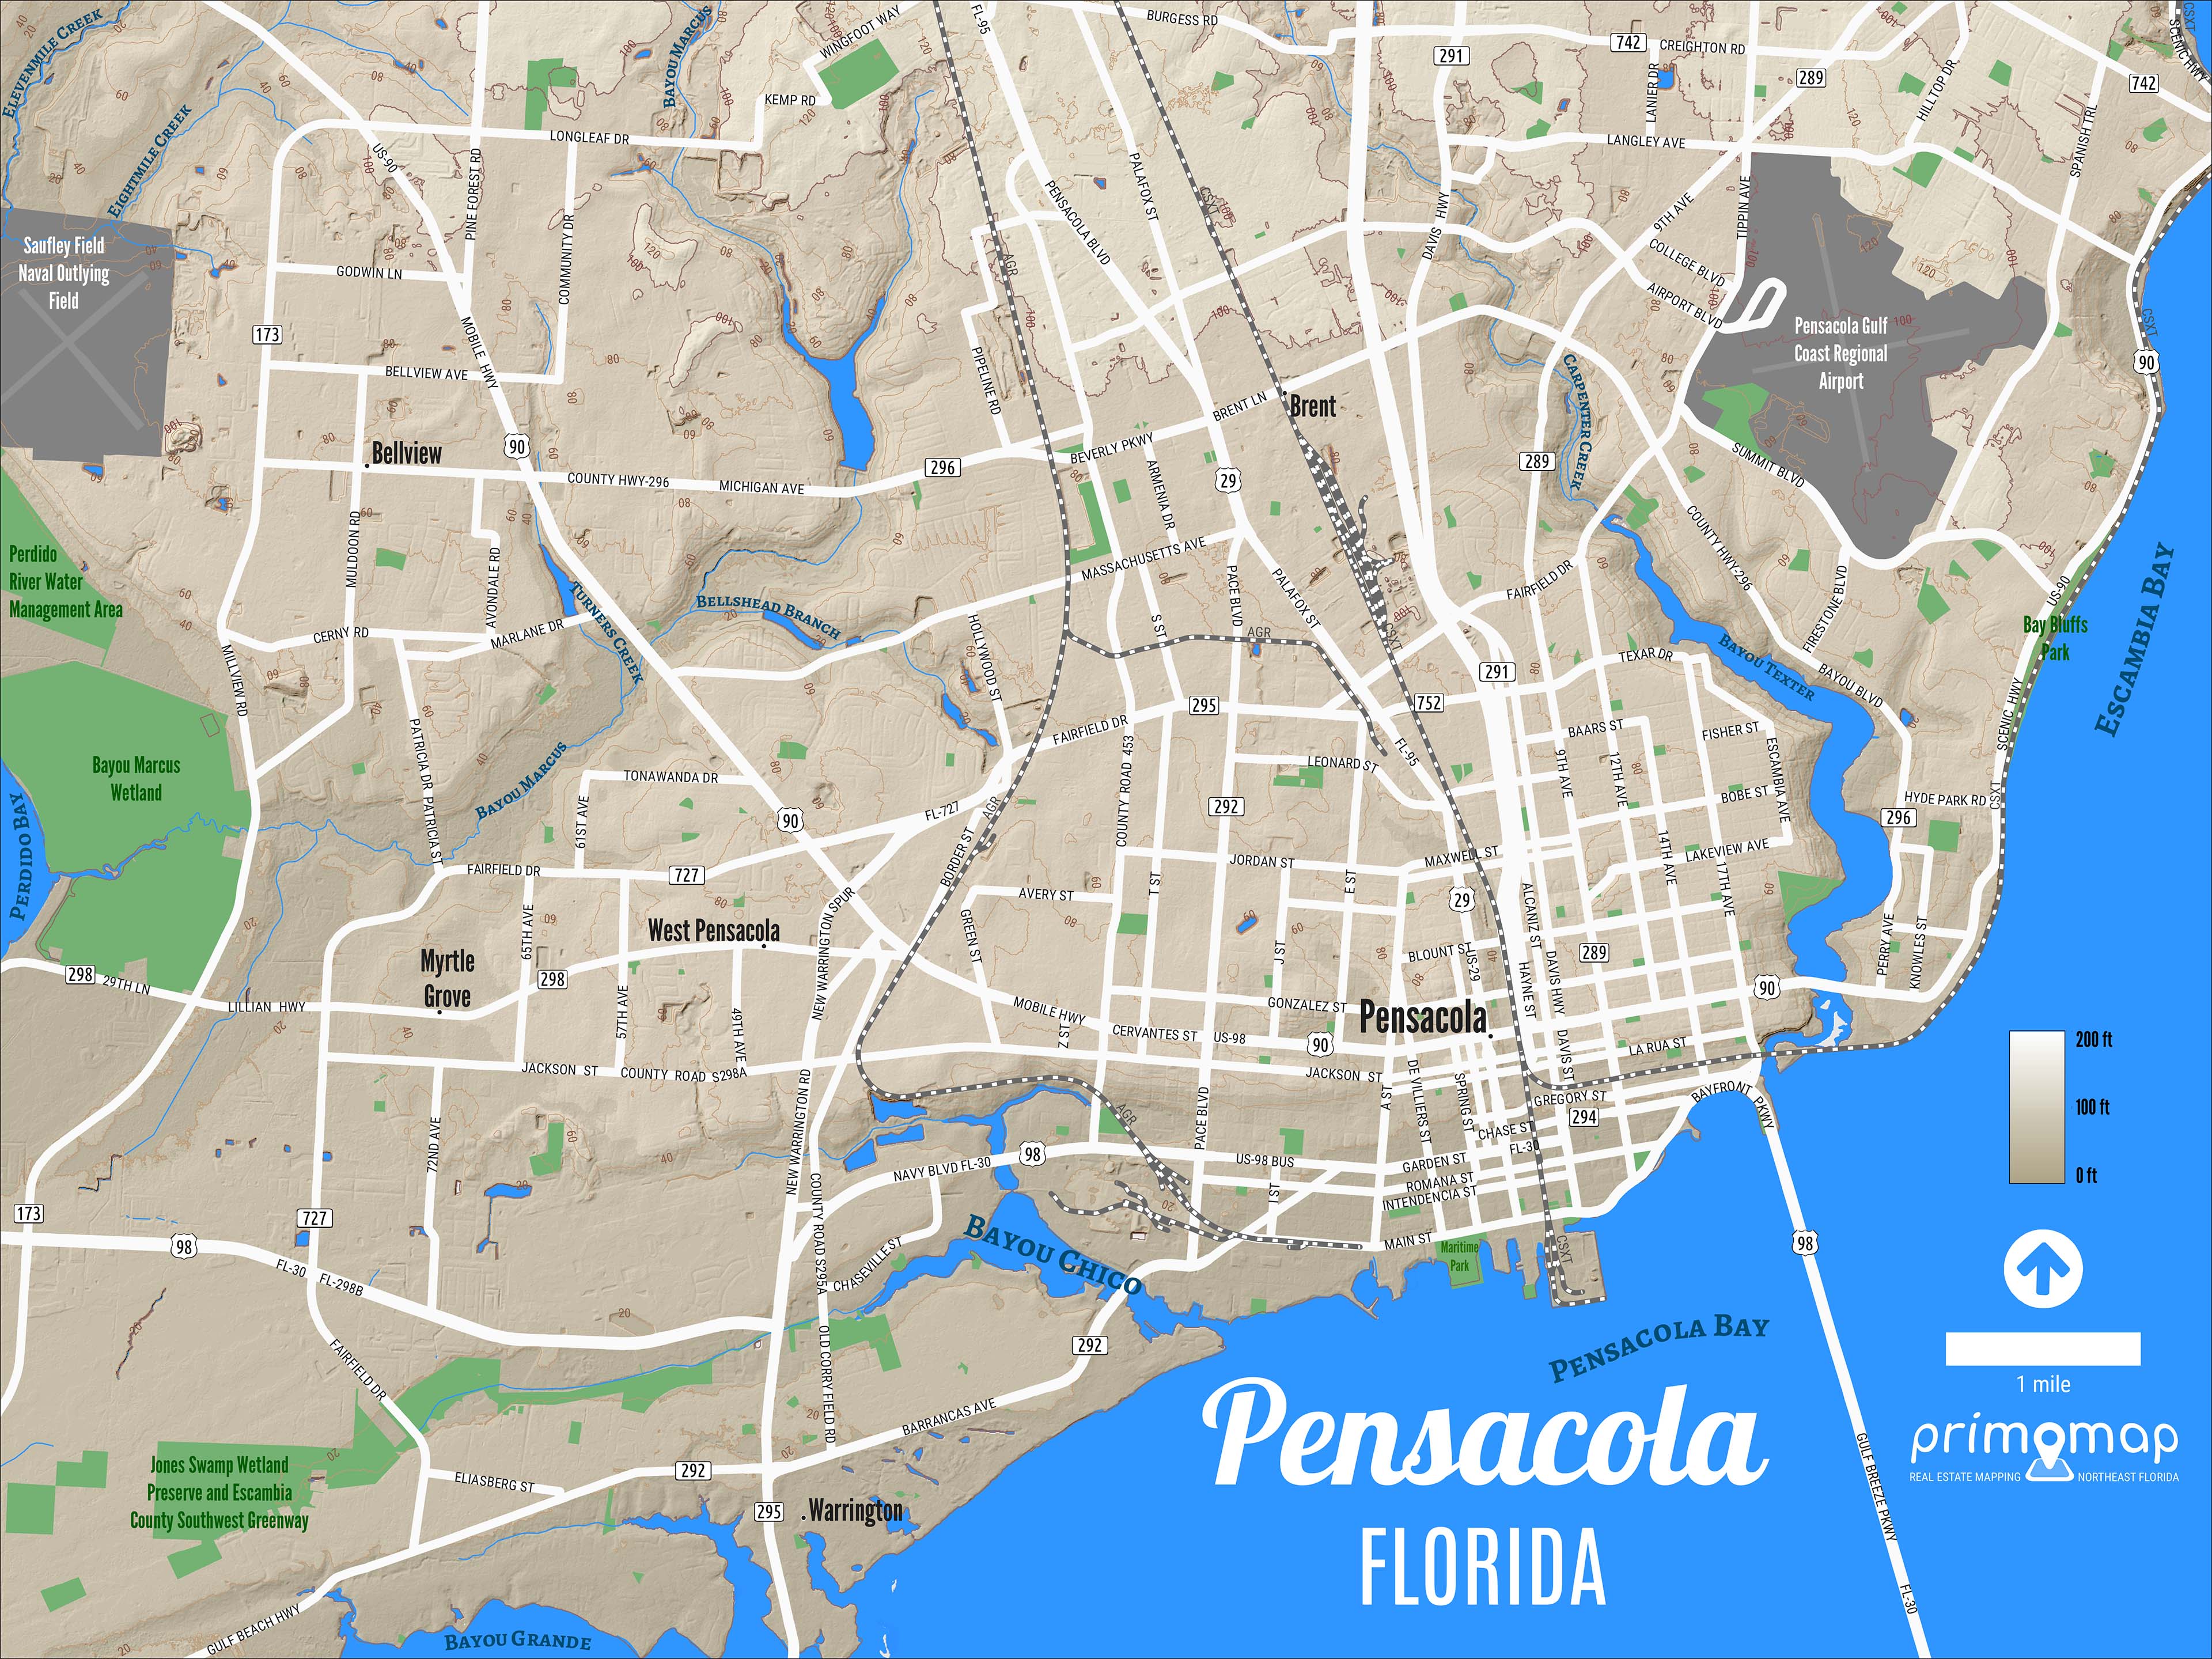 ELEVENMILE CREEK
EIGHTMILE CREEK
BAYOU MARCUS
WINGFOOT WAY
KEMP RD
LONGLEAF DR
US-90
PINE FOREST RD
COMMUNITY DR
GODWIN LN
Saufley Field
Naval Outlying
Field
173
MOBILE HWY
BELLVIEW AVE
Bellview
90
COUNTY HWY-296
MICHIGAN AVE
296
MULDOON RD
AVONDALE RD
CERNY RD
MARLANE DR
TURNERS CREEK
BELLSHEAD BRANCH
Perdido
River Water
Management Area
MILLVIEW RD
Bayou Marcus
Wetland
PERDIDO BAY
PATRICIA DR
PATRICIA ST
BAYOU MARCUS
TONAWANDA DR
61ST AVE
90
FL-727
FAIRFIELD DR
727
65TH AVE
West Pensacola
Myrtle
Grove
298
298
29TH LN
LILLIAN HWY
57TH AVE
49TH AVE
NEW WARRINGTON SPUR
JACKSON ST
COUNTY ROAD S298A
72ND AVE
NEW WARRINGTON RD
COUNTY ROAD S295A
173
727
98
FL-30
FL-298B
FAIRFIELD DR
CHASEVILLE ST
OLD CORRY FIELD RD
Jones Swamp Wetland
Preserve and Escambia
County Southwest Greenway
ELIASBERG ST
292
295
Warrington
BARRANCAS AVE
292
GULF BEACH HWY
BAYOU GRANDE
FL-95
BURGESS RD
291
742
CREIGHTON RD
289
LANIER DR
HILLTOP DR
742
SCENIC HWY
CSXT
LANGLEY AVE
SPANISH TRL
PALAFOX ST
PENSACOLA BLVD
CSXT
AGR
DAVIS HWY
9TH AVE
TIPPIN AVE
COLLEGE BLVD
AIRPORT BLVD
Pensacola Gulf
Coast Regional
Airport
CSXT
90
PIPELINE RD
BRENT LN
Brent
BEVERLY PKWY
CARPENTER CREEK
289
SUMMIT BLVD
29
ARMENIA DR
MASSACHUSETTS AVE
PACE BLVD
PALAFOX ST
FAIRFIELD DR
COUNTY HWY-296
FIRESTONE BLVD
US-90
Bay Bluffs
Park
ESCAMBIA BAY
HOLLYWOOD ST
S ST
AGR
CSXT
291
TEXAR DR
BAYOU TEXTER
BAYOU BLVD
SCENIC HWY
CSXT
295
752
FAIRFIELD DR
COUNTY ROAD 453
LEONARD ST
FL-95
BAARS ST
FISHER ST
ESCAMBIA AVE
9TH AVE
12TH AVE
BOBE ST
HYDE PARK RD
296
292
AGR
BORDER ST
JORDAN ST
MAXWELL ST
14TH AVE
LAKEVIEW AVE
17TH AVE
AVERY ST
T ST
E ST
29
ALCANIZ ST
GREEN ST
J ST
BLOUNT ST
US-29
HAYNE ST
DAVIS HWY
289
PERRY AVE
KNOWLES ST
90
MOBILE HWY
Z ST
GONZALEZ ST
Pensacola
CERVANTES ST
US-98
90
DAVIS ST
LA RUA ST
JACKSON ST
A ST
DE VILLIERS ST
SPRING ST
GREGORY ST
BAYFRONT PKWY
294
AGR
PACE BLVD
CHASE ST
FL-30
NAVY BLVD FL-30
98
US-98 BUS
GARDEN ST
ROMANA ST
INTENDENCIA ST
I ST
BAYOU CHICO
MAIN ST
Maritime
Park
CSXT
98
PENSACOLA BAY
GULF BREEZE PKWY
FL-30
200 ft
100 ft
0 ft
1 mile
primomap
REAL ESTATE MAPPING
NORTHEAST FLORIDA
Pensacola
FLORIDA